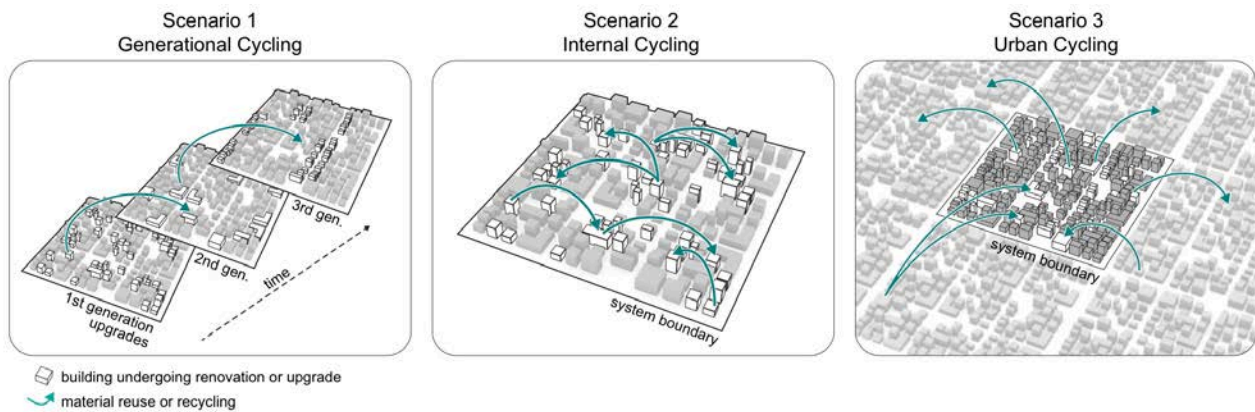 Scenario 1
Generational Cycling
Scenario 2
Internal Cycling
Scenario 3
Urban Cycling
3rd gen.
2nd gen.
1st generation
upgrades
time
system boundary
system boundary
building undergoing renovation or upgrade
material reuse or recycling